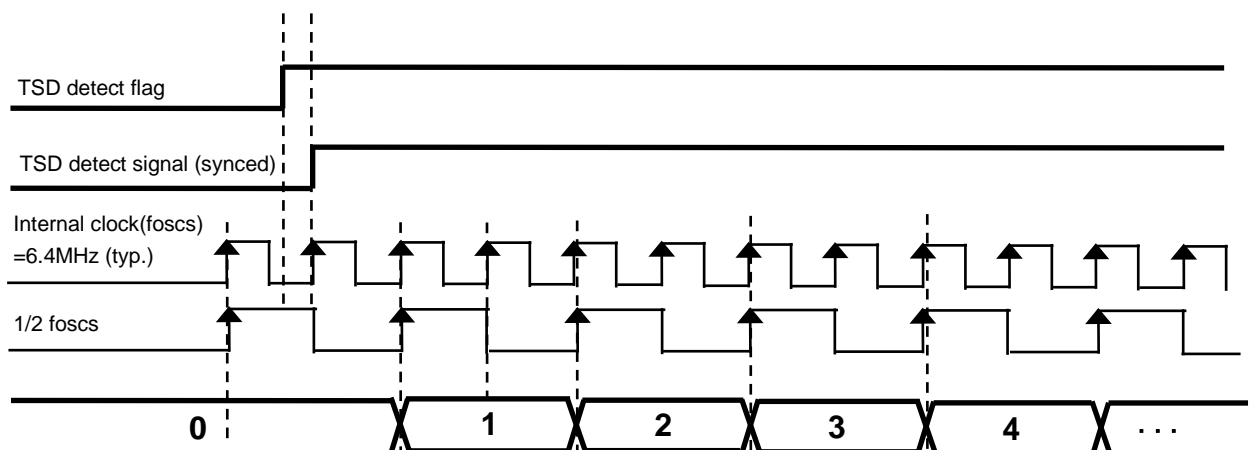 TSD detect flag
TSD detect signal (synced)
Internal clock(foscs)
=6.4MHz (typ.)
1/2 foscs
0 1 2 3 4 ...